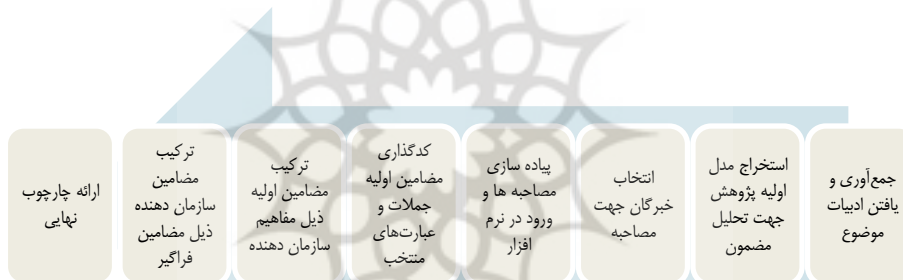 جمع‌آوری و
یافتن ادبیات
موضوع
استخراج مدل
اولیه پژوهش
جهت تحلیل
مضمون
انتخاب
خبرگان جهت
مصاحبه
پیاده سازی
مصاحبه ها و
ورود در نرم
افزار
کدگذاری
مضامین اولیه
جملات و
عبارت‌های
منتخب
ترکیب
مضامین اولیه
ذیل مفاهیم
سازمان دهنده
ترکیب
مضامین
سازمان دهنده
ذیل مضامین
فراگیر
ارائه چارچوب
نهایی